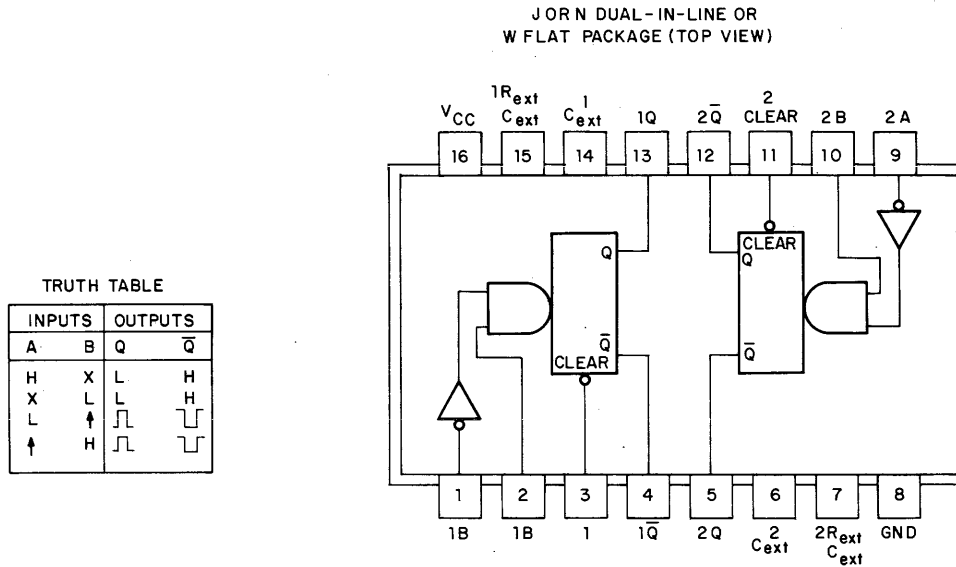 J OR N DUAL-IN-LINE OR
W FLAT PACKAGE (TOP VIEW)
VCC
1Rext
Cext
1
Cext
1Q
2Q̅
2
CLEAR
2B
2A
16 15 14 13 12 11 10 9
Q
Q̅
CLEAR
CLEAR
Q
Q̅
1 2 3 4 5 6 7 8
1B
1B
1
1Q̅
2Q
2
Cext
2Rext
Cext
GND
TRUTH TABLE
INPUTS OUTPUTS
A B Q Q̅
H X L H
X L L H
L ↑
↑ H